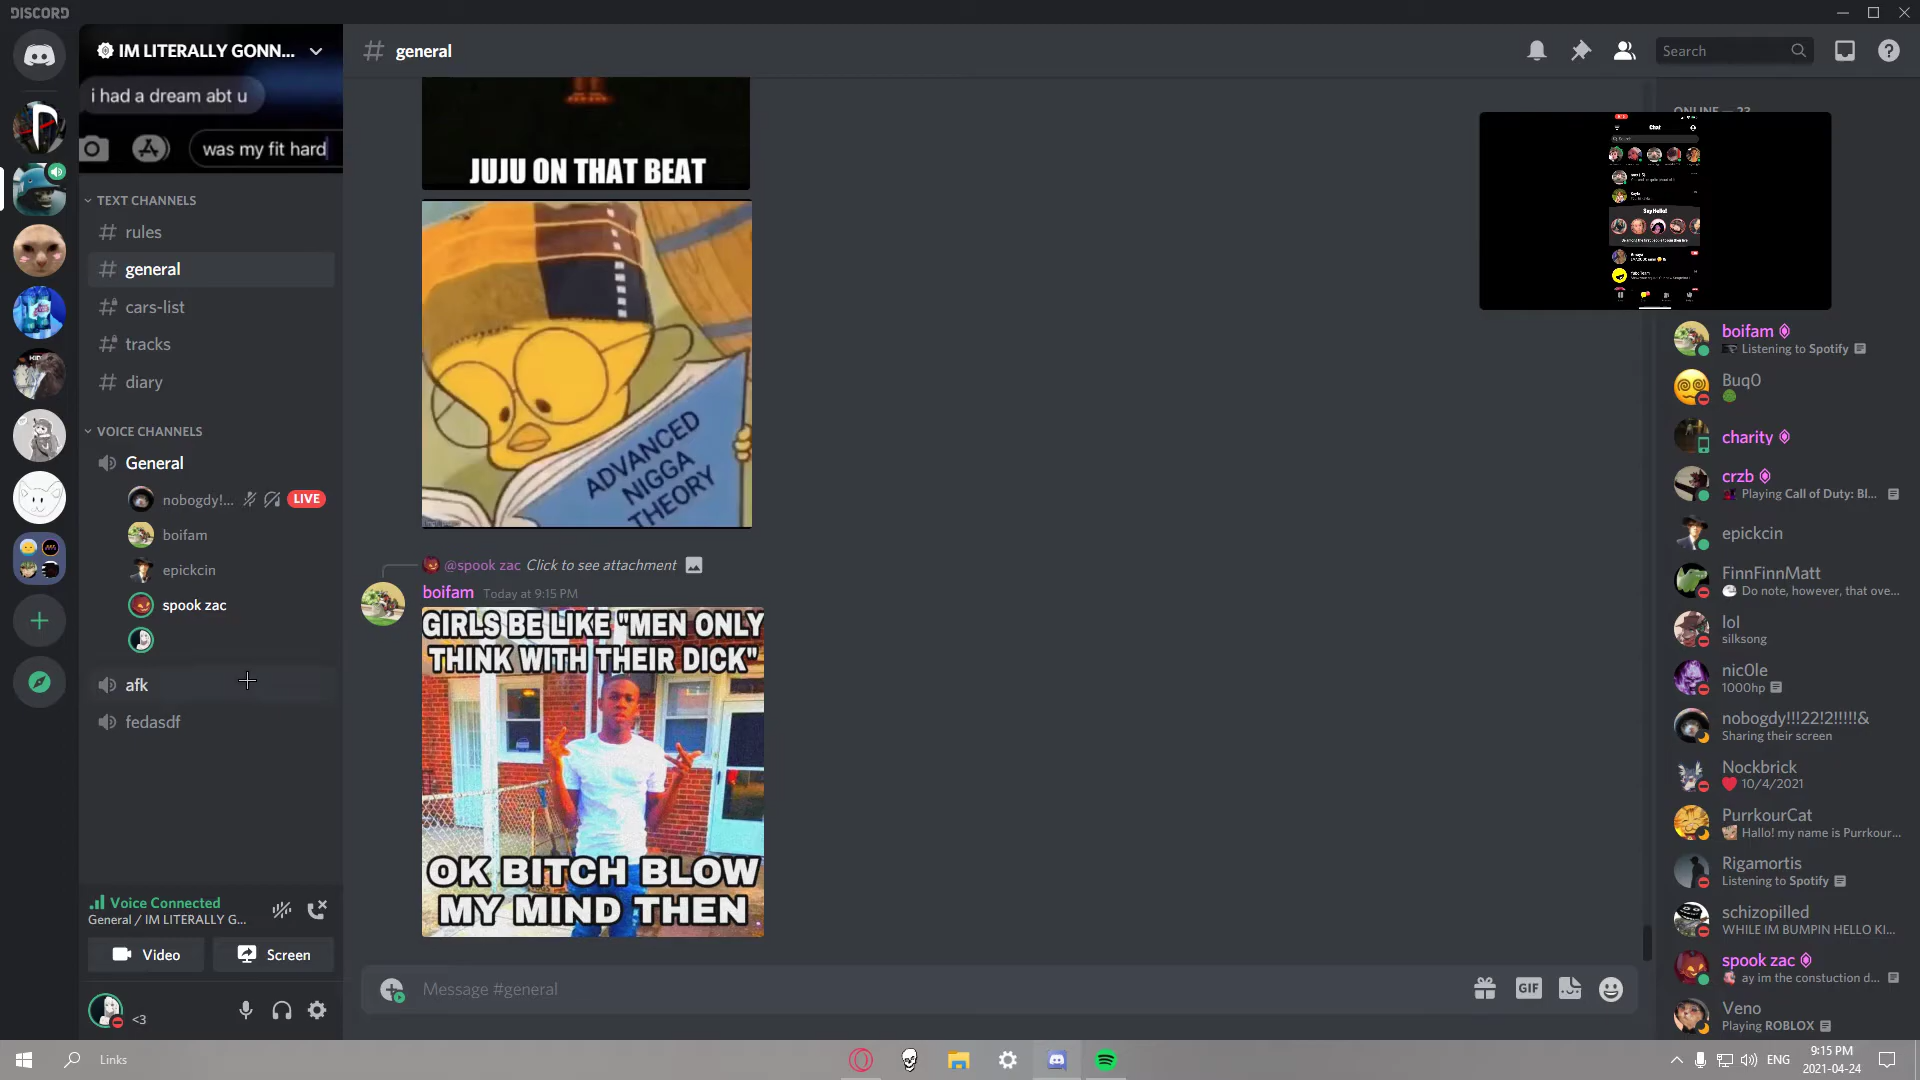 DISCORD
IM LITERALLY GONN...
i had a dream abt u
was my fit hard
TEXT CHANNELS
rules
general
cars-list
tracks
diary
VOICE CHANNELS
General
nobogdy!...
LIVE
boifam
epickcin
spook zac
afk
fedasdf
Voice Connected
General / IM LITERALLY G...
Video
Screen
<3
general
Search
JUJU ON THAT BEAT
ADVANCED
NIGGA
THEORY
@spook zac Click to see attachment
boifam Today at 9:15 PM
GIRLS BE LIKE "MEN ONLY
THINK WITH THEIR DICK"
OK BITCH BLOW
MY MIND THEN
Message #general
GIF
ONLINE — 23
Chat
Say Hello!
boifam
Listening to Spotify
Buq0
charity
crzb
Playing Call of Duty: Bl...
epickcin
FinnFinnMatt
Do note, however, that ove...
lol
silksong
nic0le
1000hp
nobogdy!!!22!2!!!!!&
Sharing their screen
Nockbrick
10/4/2021
PurrkourCat
Hallo! my name is Purrkour...
Rigamortis
Listening to Spotify
schizopilled
WHILE IM BUMPIN HELLO KI...
spook zac
ay im the constuction d...
Veno
Playing ROBLOX
Links
ENG
9:15 PM
2021-04-24